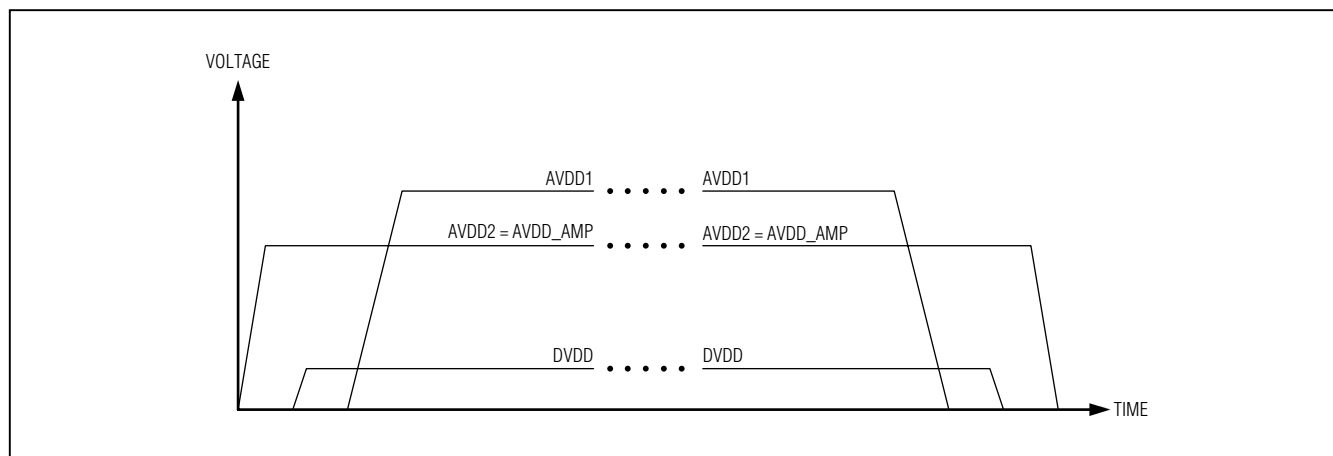 VOLTAGE
AVDD1 AVDD1
AVDD2 = AVDD_AMP AVDD2 = AVDD_AMP
DVDD DVDD
TIME